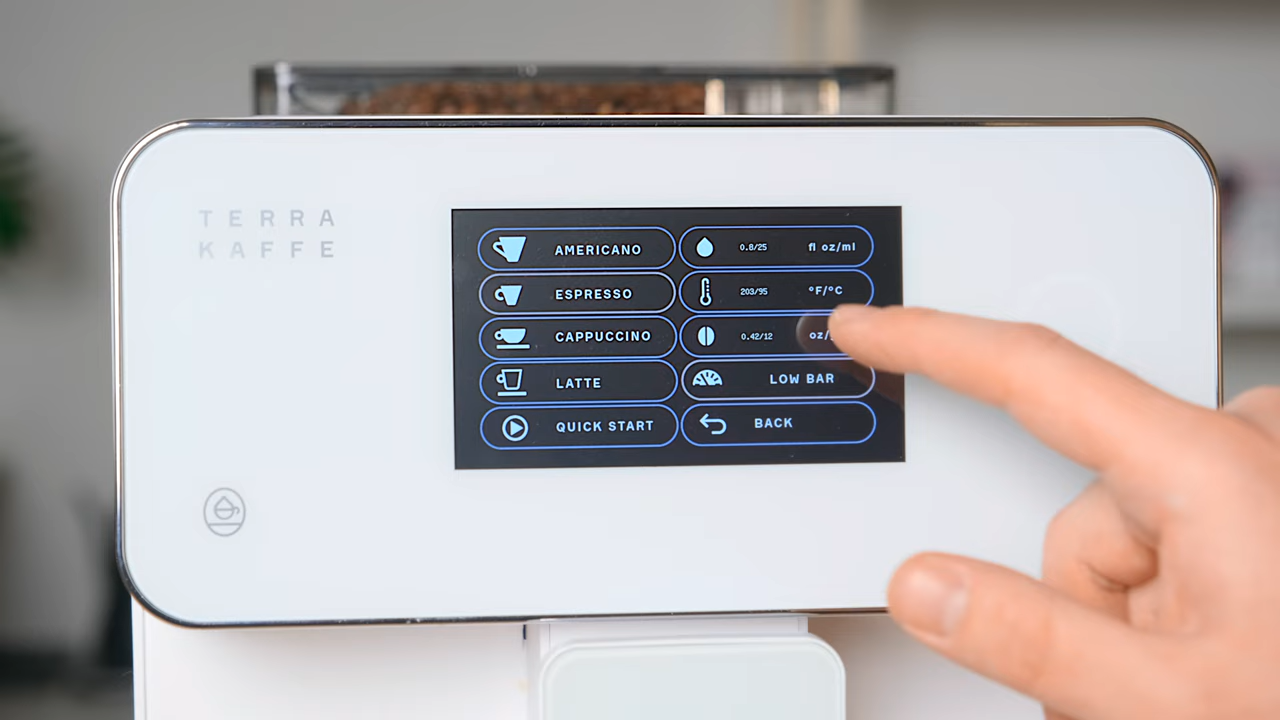 TERRA
KAFFE
AMERICANO
ESPRESSO
CAPPUCCINO
LATTE
QUICK START
0.8/25 fl oz/ml
203/95 °F/°C
0.42/12 oz/
LOW BAR
BACK